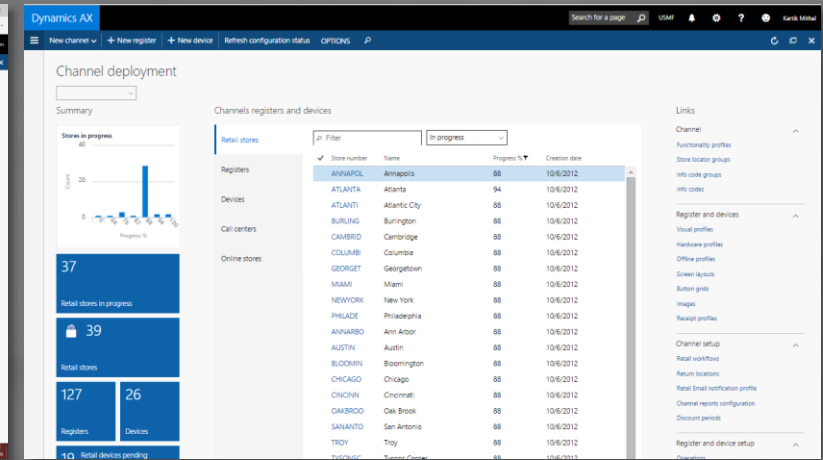 Dynamics AX
Search for a page
USMF
?
Kartik Mithal
New channel
+ New register
+ New device
Refresh configuration status
OPTIONS
Channel deployment
Summary
Channels registers and devices
Links
Stores in progress
40
20
0
Count
100
Progress %
37
Retail stores in progress
39
Retail stores
127
Registers
26
Devices
19 Retail devices pending
Retail stores
Registers
Devices
Call centers
Online stores
Filter
In progress
Store number Name Progress % Creation date
ANNAPOL Annapolis 88 10/6/2012
ATLANTA Atlanta 94 10/6/2012
ATLANTI Atlantic City 88 10/6/2012
BURLING Burlington 88 10/6/2012
CAMBRID Cambridge 88 10/6/2012
COLUMBI Columbia 88 10/6/2012
GEORGET Georgetown 88 10/6/2012
MIAMI Miami 88 10/6/2012
NEWYORK New York 88 10/6/2012
PHILADE Philadelphia 88 10/6/2012
ANNARBO Ann Arbor 88 10/6/2012
AUSTIN Austin 88 10/6/2012
BLOOMIN Bloomington 88 10/6/2012
CHICAGO Chicago 88 10/6/2012
CINCINN Cincinnati 88 10/6/2012
OAKBROO Oak Brook 88 10/6/2012
SANANTO San Antonio 88 10/6/2012
TROY Troy 88 10/6/2012
TYSONSC Tysons Corner 88 10/6/2012
Channel
Functionality profiles
Store locator groups
Info code groups
Info codes
Register and devices
Visual profiles
Hardware profiles
Offline profiles
Screen layouts
Button grids
Images
Receipt profiles
Channel setup
Retail workflows
Return locations
Retail Email notification profile
Channel reports configuration
Discount periods
Register and device setup
Operations